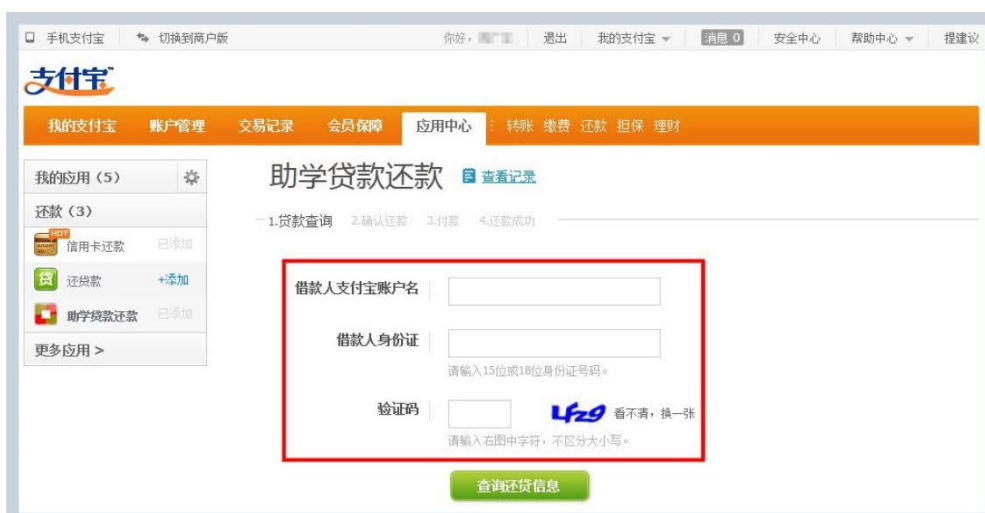 手机支付宝 切换到商户版 你好， 退出 我的支付宝 消息 0 安全中心 帮助中心 提建议
支付宝
我的支付宝 账户管理 交易记录 会员保障 应用中心 转账 缴费 还款 担保 理财
我的应用（5）
助学贷款还款 查看记录
还款（3）
1.贷款查询 2.确认还款 3.付款 4.还款成功
HOT
信用卡还款 已添加
贷 还贷款 +添加
借款人支付宝账户名
助学贷款还款 已添加
更多应用 >
借款人身份证
请输入15位或18位身份证号码。
验证码 Lfz9 看不清，换一张
请输入右图中字符，不区分大小写。
查询还贷信息